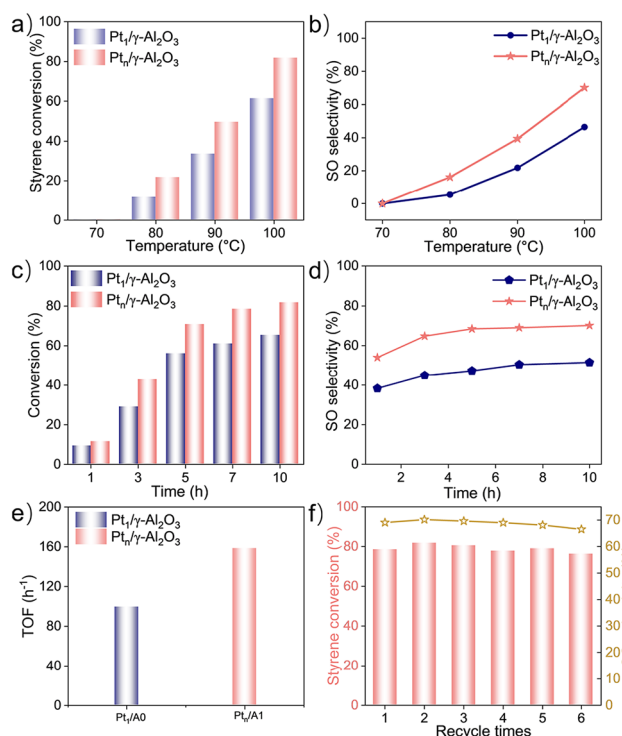 a)
Styrene conversion (%)
80
60
40
20
0
Pt₁/γ-Al₂O₃
Ptₙ/γ-Al₂O₃
70 80 90 100
Temperature (°C)
b)
SO selectivity (%)
100
80
60
40
20
0
Pt₁/γ-Al₂O₃
Ptₙ/γ-Al₂O₃
70 80 90 100
Temperature (°C)
c)
Conversion (%)
100
80
60
40
20
0
Pt₁/γ-Al₂O₃
Ptₙ/γ-Al₂O₃
1 3 5 7 10
Time (h)
d)
SO selectivity (%)
100
80
60
40
20
0
Pt₁/γ-Al₂O₃
Ptₙ/γ-Al₂O₃
2 4 6 8 10
Time (h)
e)
TOF (h⁻¹)
200
160
120
80
40
0
Pt₁/γ-Al₂O₃
Ptₙ/γ-Al₂O₃
Pt₁/A0 Ptₙ/A1
f)
Styrene conversion (%)
100
80
60
40
20
0
70
60
50
40
30
20
10
0
1 2 3 4 5 6
Recycle times